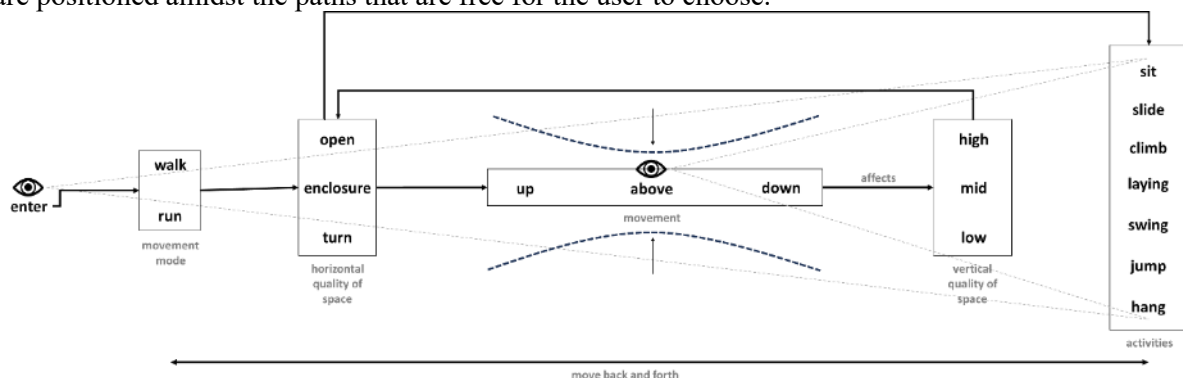 are positioned amidst the paths that are free for the user to choose.
enter
walk
run
movement
mode
open
enclosure
turn
horizontal
quality of
space
up above down
movement
affects
high
mid
low
vertical
quality of
space
sit
slide
climb
laying
swing
jump
hang
activities
move back and forth